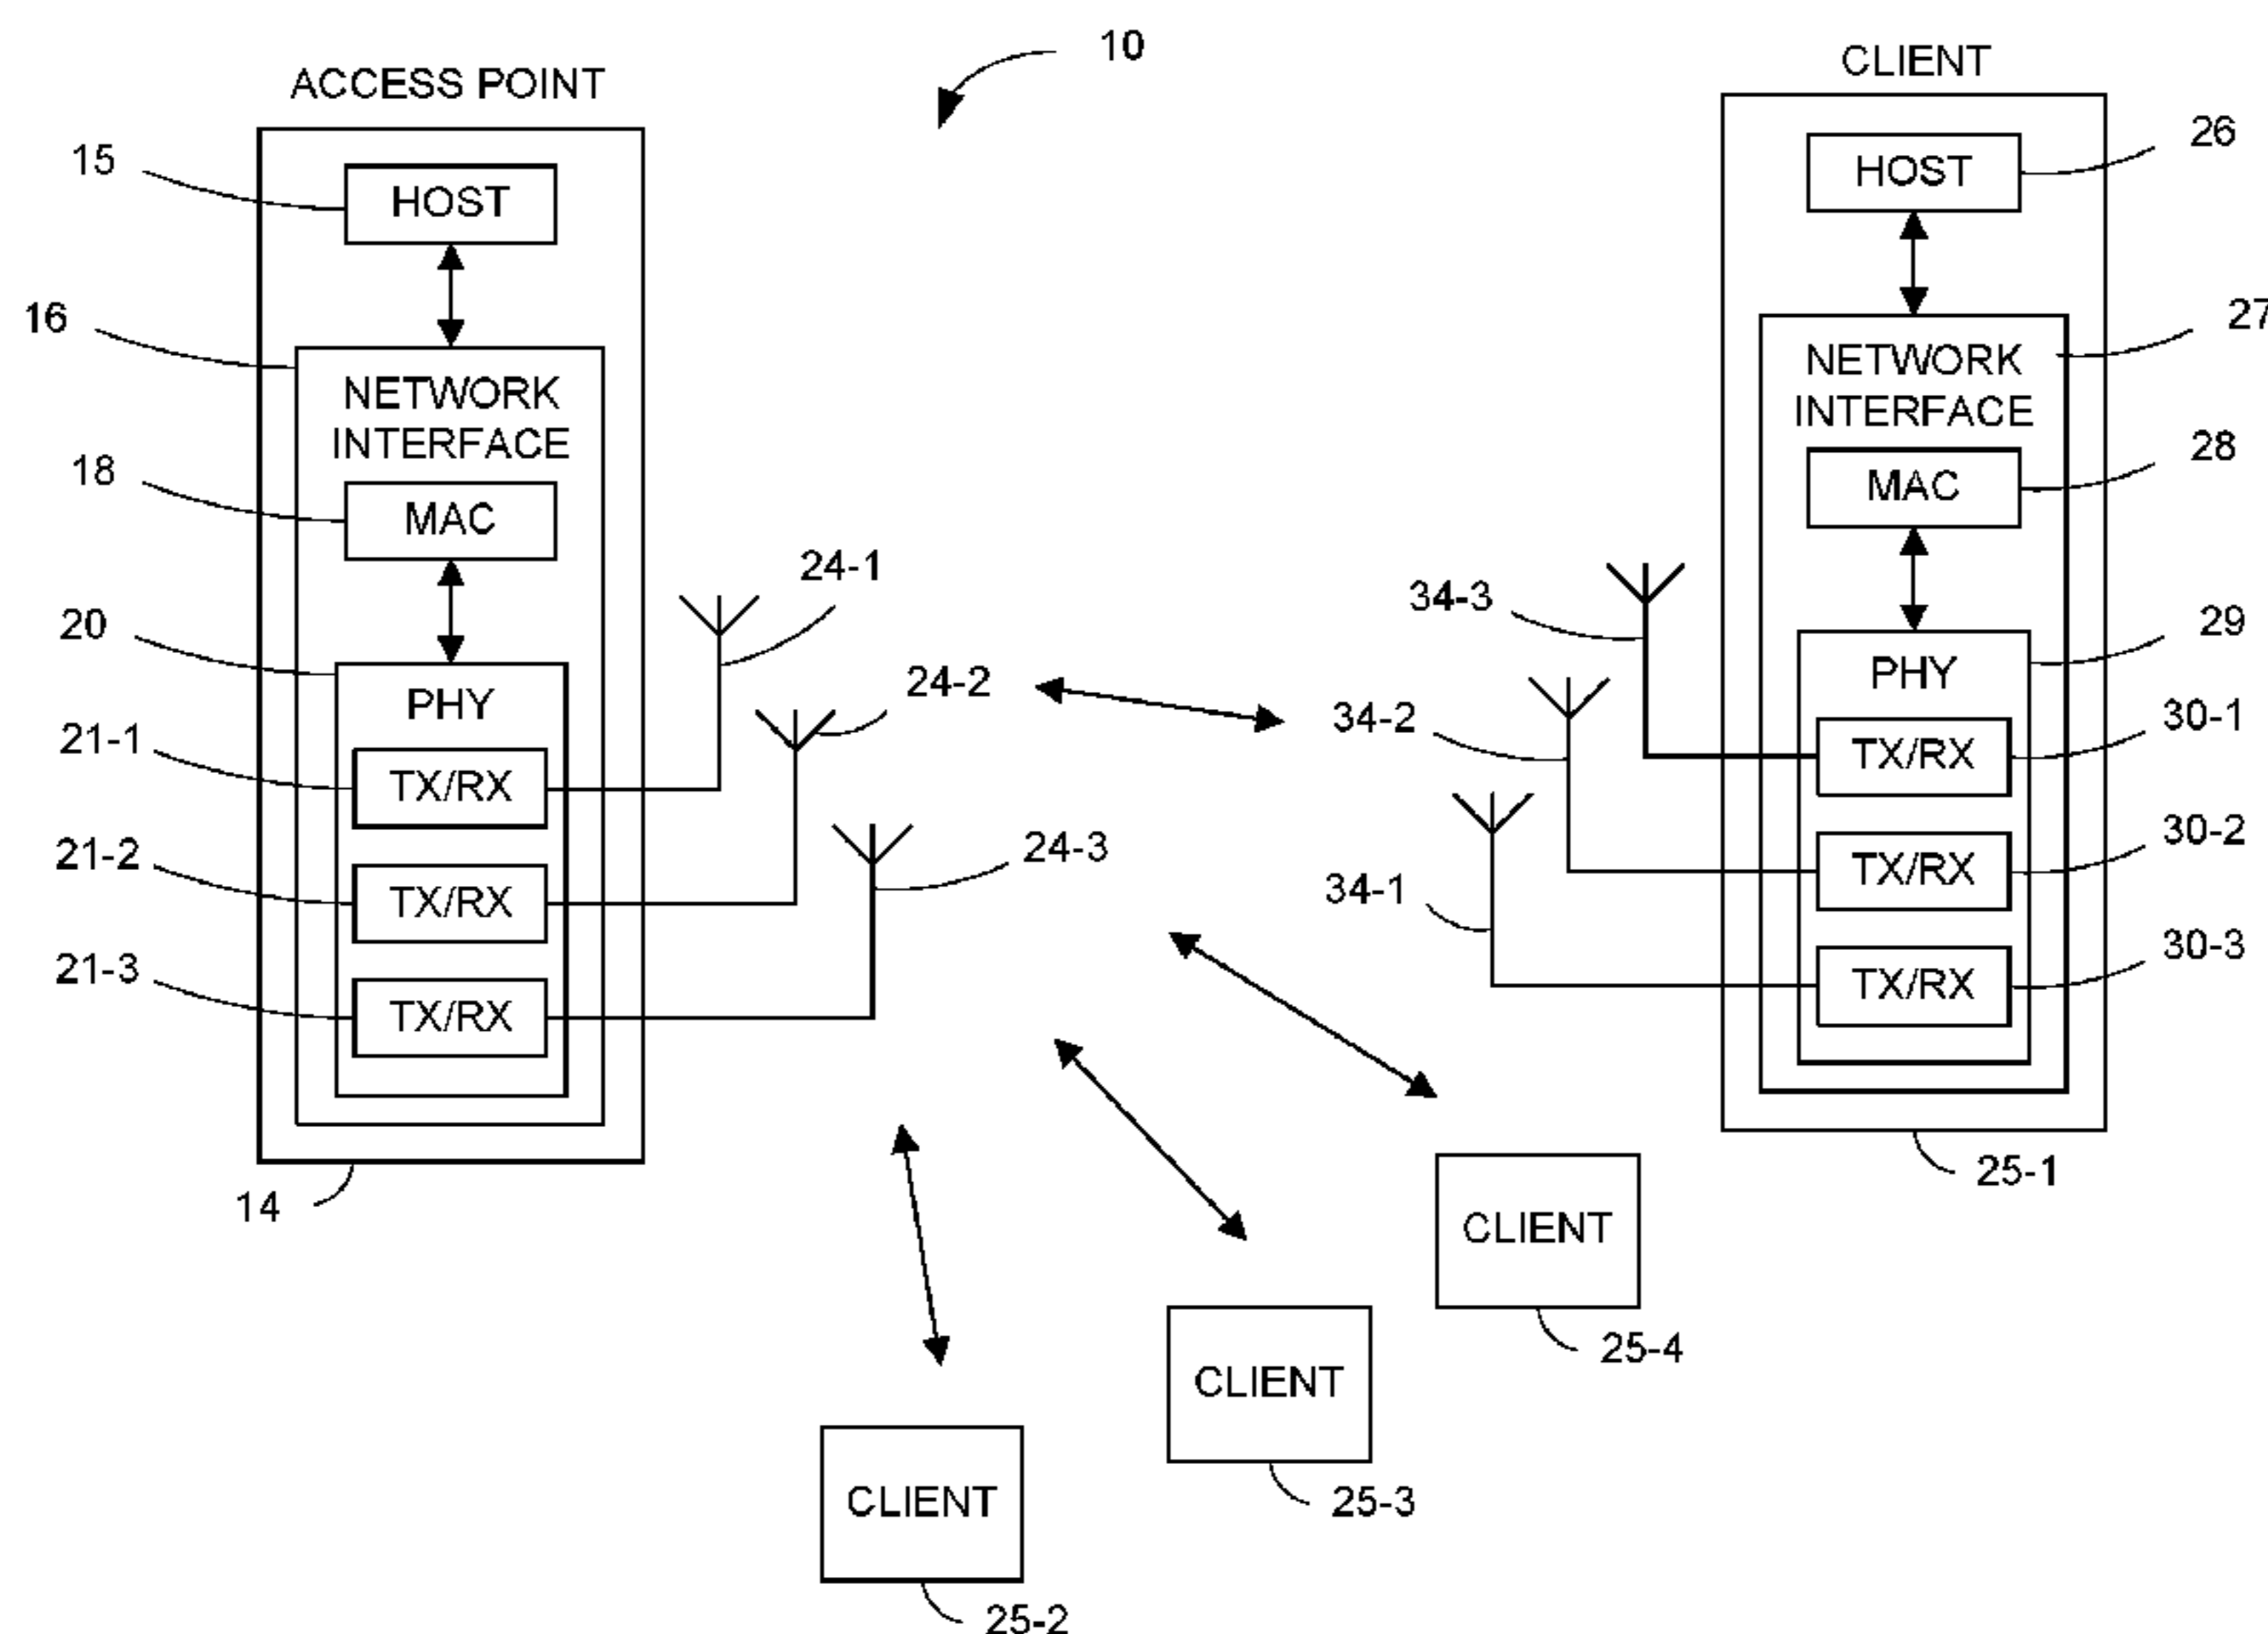 10
ACCESS POINT
15
HOST
16
NETWORK
INTERFACE
18
MAC
20
PHY
21-1
TX/RX
21-2
TX/RX
21-3
TX/RX
14
24-1
24-2
24-3
CLIENT
26
HOST
27
NETWORK
INTERFACE
28
MAC
29
PHY
34-3
30-1
TX/RX
34-2
30-2
TX/RX
34-1
30-3
TX/RX
25-1
CLIENT
25-4
CLIENT
25-3
CLIENT
25-2